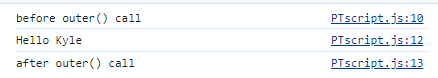 before outer() call PTscript.js:10
Hello Kyle PTscript.js:12
after outer() call PTscript.js:13